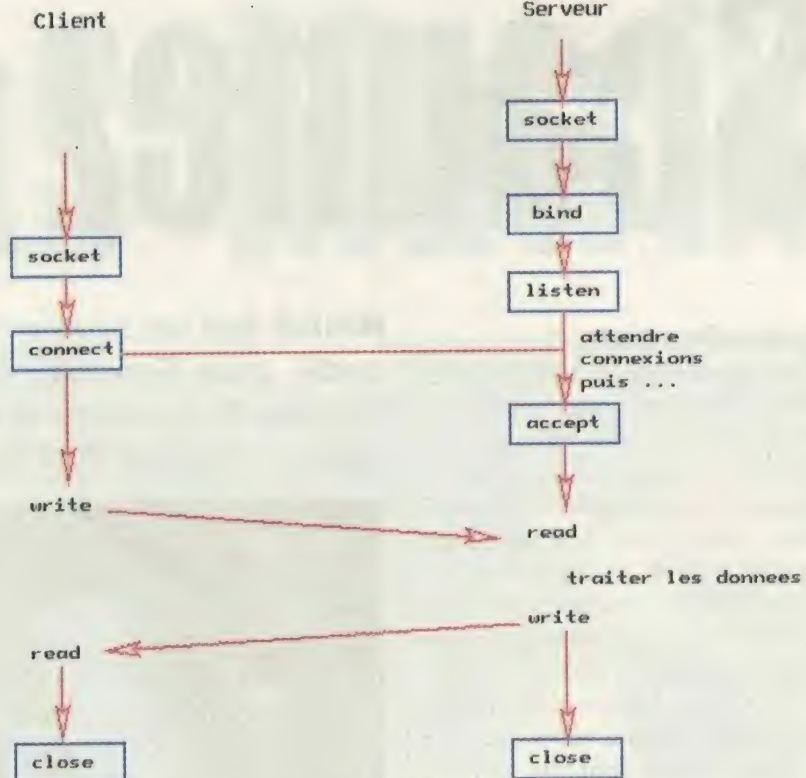 Client
Serveur
socket
bind
socket
listen
connect
attendre
connexions
puis ...
accept
write
read
traiter les donnees
write
read
close
close